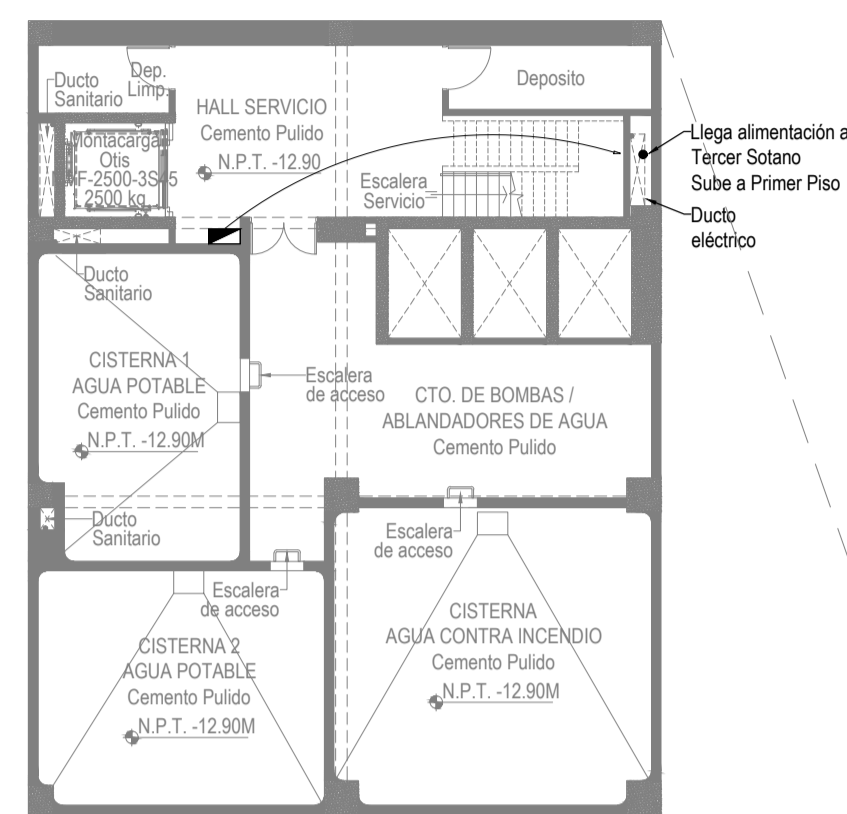 Ducto
Sanitario
Dep.
Limp.
HALL SERVICIO
Cemento Pulido
N.P.T. -12.90
Deposito
Montacarga
Otis
2500 kg
Escalera
Servicio
Llega alimentación a
Tercer Sotano
Sube a Primer Piso
Ducto
eléctrico
Ducto
Sanitario
CISTERNA 1
AGUA POTABLE
Cemento Pulido
N.P.T. -12.90M
Escalera
de acceso
CTO. DE BOMBAS /
ABLANDADORES DE AGUA
Cemento Pulido
Ducto
Sanitario
Escalera
de acceso
Escalera
de acceso
CISTERNA 2
AGUA POTABLE
Cemento Pulido
N.P.T. -12.90M
CISTERNA
AGUA CONTRA INCENDIO
Cemento Pulido
N.P.T. -12.90M